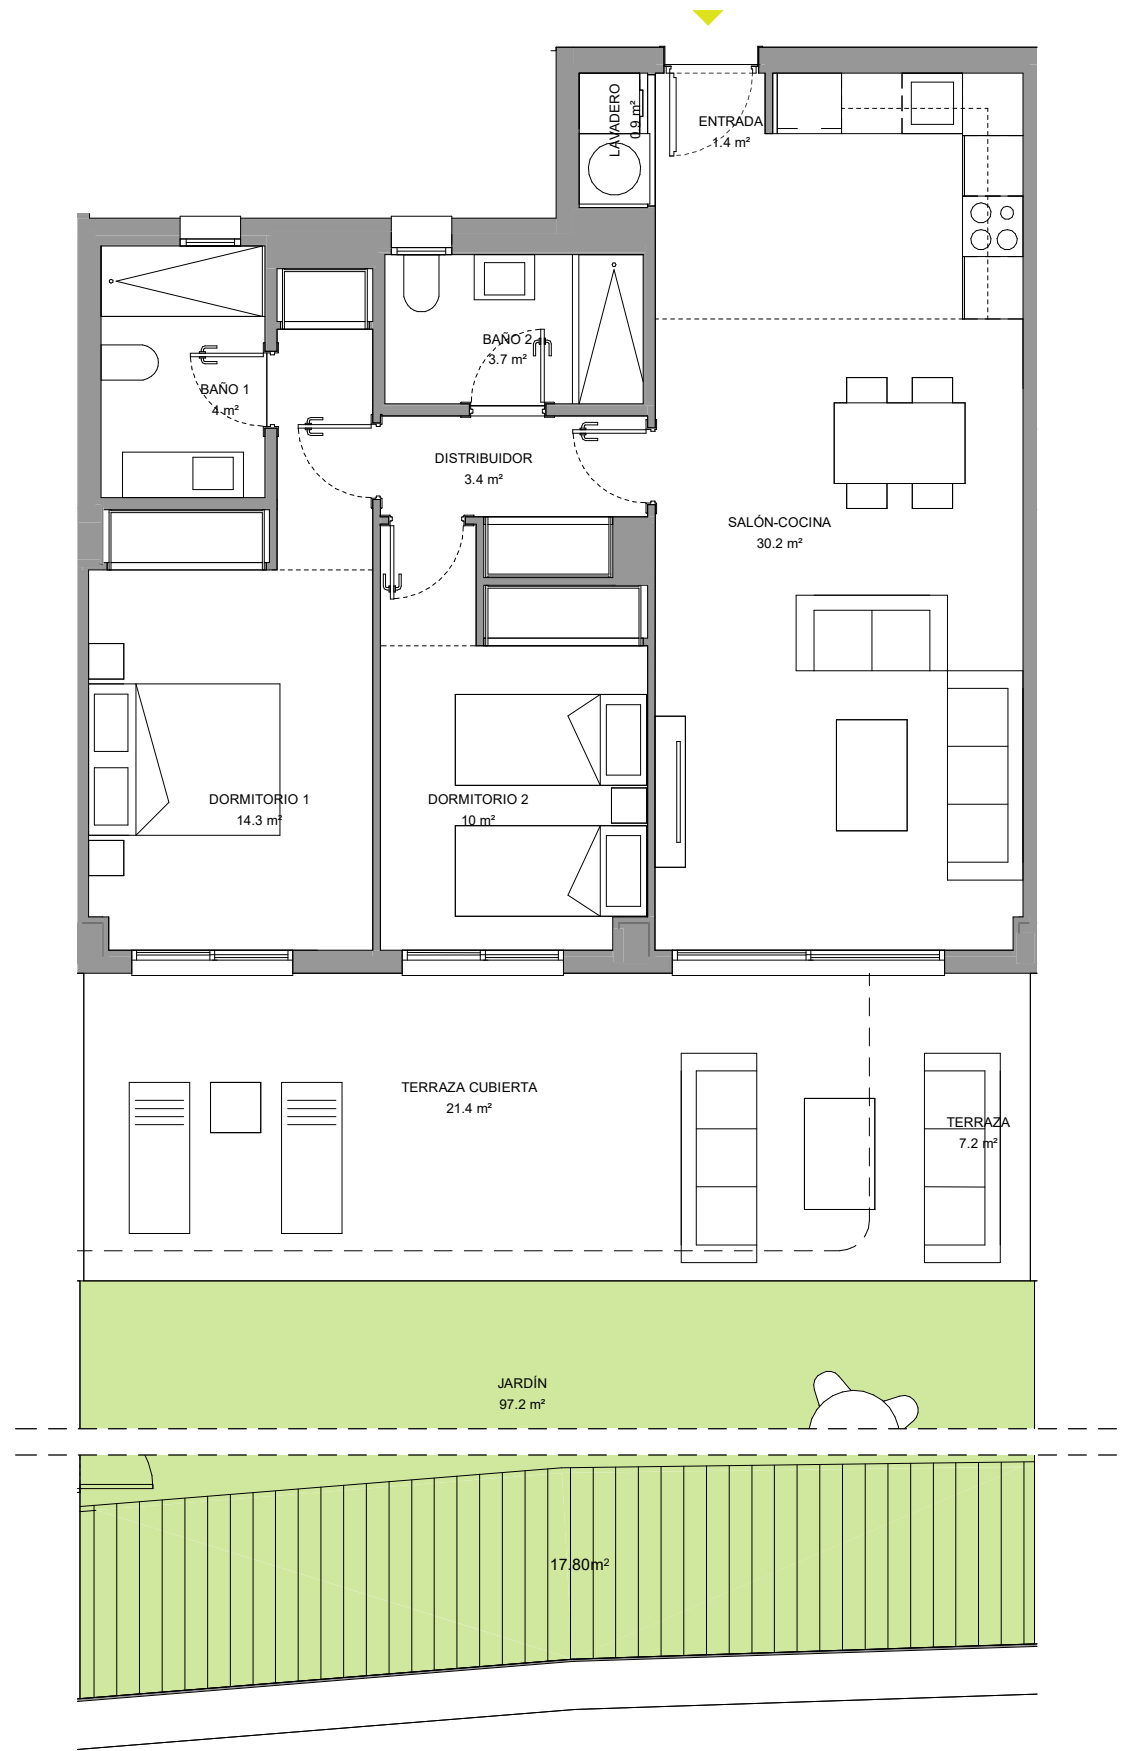 LAVADERO
0.9 m²
ENTRADA
1.4 m²
BAÑO 2
3.7 m²
BAÑO 1
4 m²
DISTRIBUIDOR
3.4 m²
SALÓN-COCINA
30.2 m²
DORMITORIO 1
14.3 m²
DORMITORIO 2
10 m²
TERRAZA CUBIERTA
21.4 m²
TERRAZA
7.2 m²
JARDÍN
97.2 m²
17.80m²